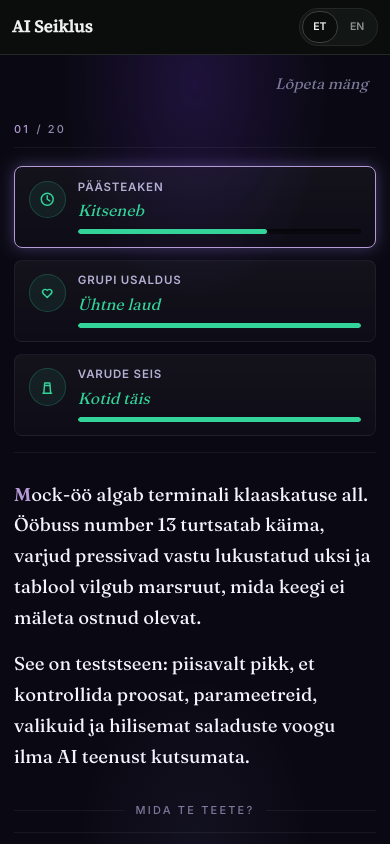 AI Seiklus
ET
EN
Lõpeta mäng
01 / 20
PÄÄSTEAKEN
Kitseneb
GRUPI USALDUS
Ühtne laud
VARUDE SEIS
Kotid täis
Mock-öö algab terminali klaaskatuse all.
Ööbuss number 13 turtsatab käima,
varjud pressivad vastu lukustatud uksi ja
tablool vilgub marsruut, mida keegi ei
mäleta ostnud olevat.
See on teststseen: piisavalt pikk, et
kontrollida proosat, parameetreid,
valikuid ja hilisemat saladuste voogu
ilma AI teenust kutsumata.
MIDA TE TEETE?